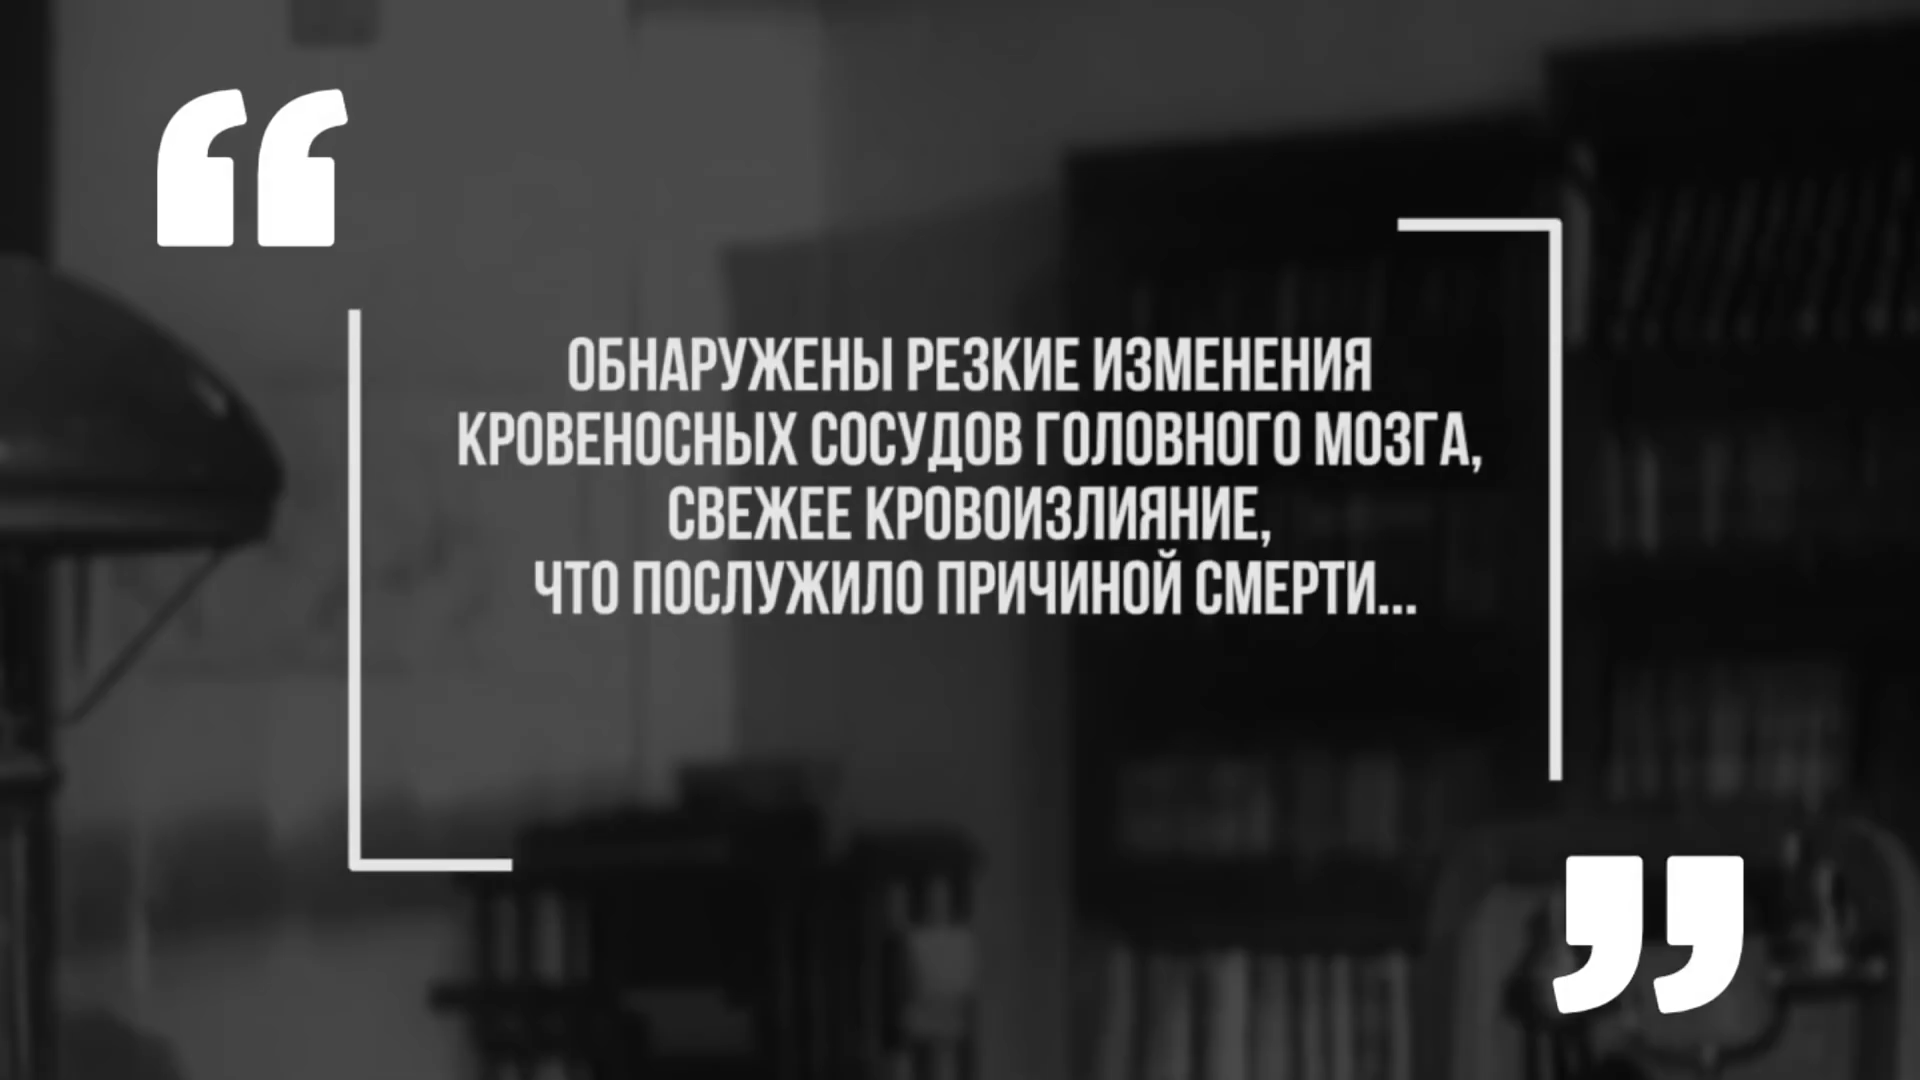 ОБНАРУЖЕНЫ РЕЗКИЕ ИЗМЕНЕНИЯ
КРОВЕНОСНЫХ СОСУДОВ ГОЛОВНОГО МОЗГА,
СВЕЖЕЕ КРОВОИЗЛИЯНИЕ,
ЧТО ПОСЛУЖИЛО ПРИЧИНОЙ СМЕРТИ...